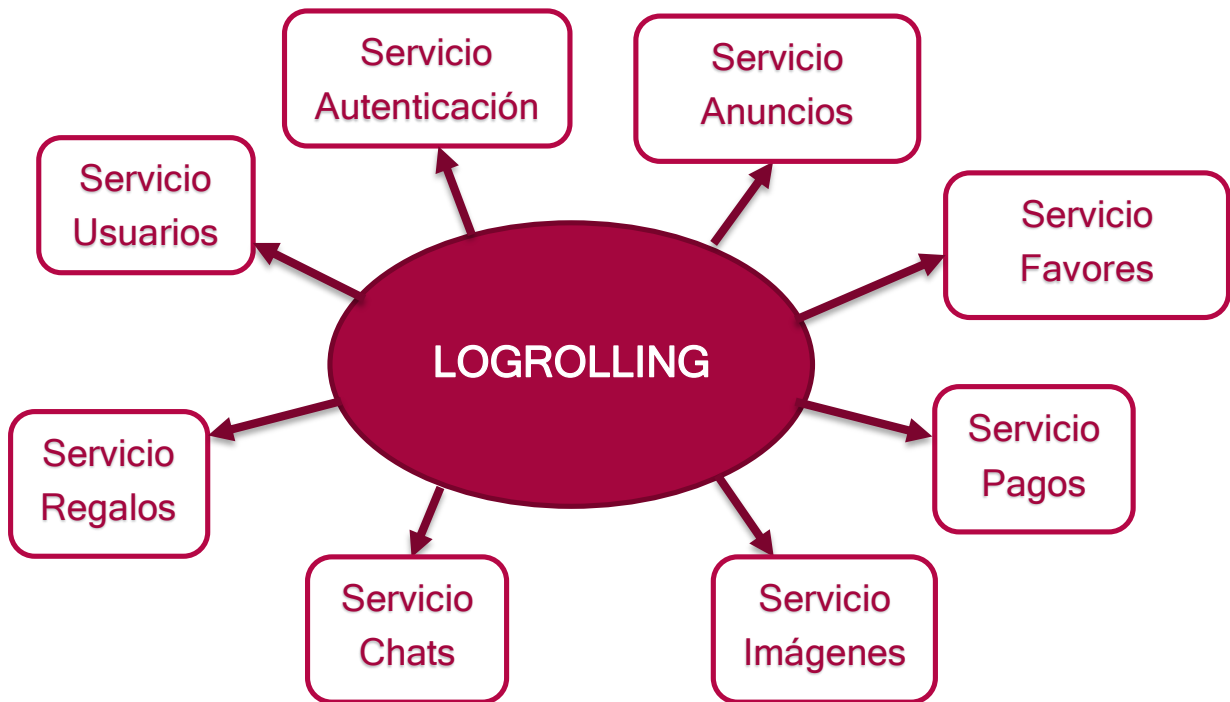 Servicio
Autenticación
Servicio
Anuncios
Servicio
Usuarios
Servicio
Favores
LOGROLLING
Servicio
Regalos
Servicio
Pagos
Servicio
Chats
Servicio
Imágenes